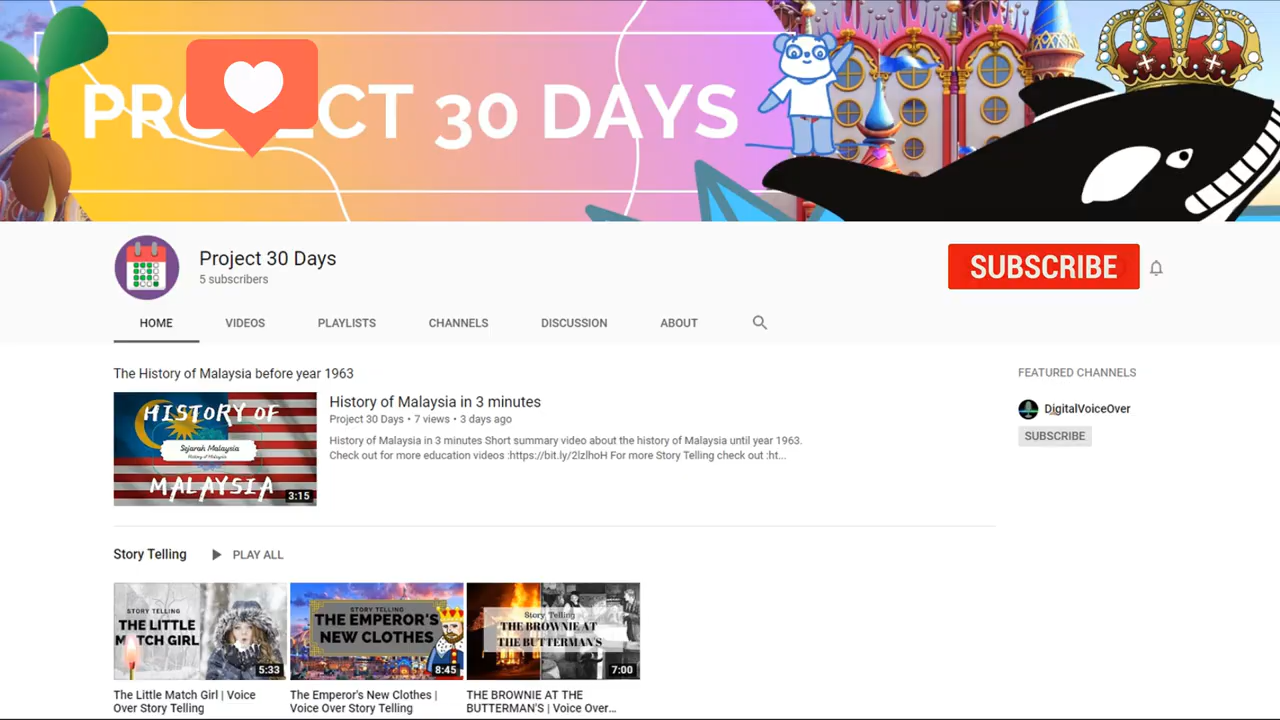 PROJECT 30 DAYS
Project 30 Days
5 subscribers
SUBSCRIBE
HOME VIDEOS PLAYLISTS CHANNELS DISCUSSION ABOUT
The History of Malaysia before year 1963
HISTORY OF
Sejarah Malaysia
History of Malaysia
MALAYSIA
3:15
History of Malaysia in 3 minutes
Project 30 Days • 7 views • 3 days ago
History of Malaysia in 3 minutes Short summary video about the history of Malaysia until year 1963.
Check out for more education videos :https://bit.ly/2lzlhoH For more Story Telling check out :ht...
FEATURED CHANNELS
DigitalVoiceOver
SUBSCRIBE
Story Telling PLAY ALL
STORY TELLING
THE LITTLE
MATCH GIRL
5:33
The Little Match Girl | Voice
Over Story Telling
STORY TELLING
THE EMPEROR'S
NEW CLOTHES
8:45
The Emperor's New Clothes |
Voice Over Story Telling
Story Telling
THE BROWNIE AT
THE BUTTERMAN'S
7:00
THE BROWNIE AT THE
BUTTERMAN'S | Voice Over...